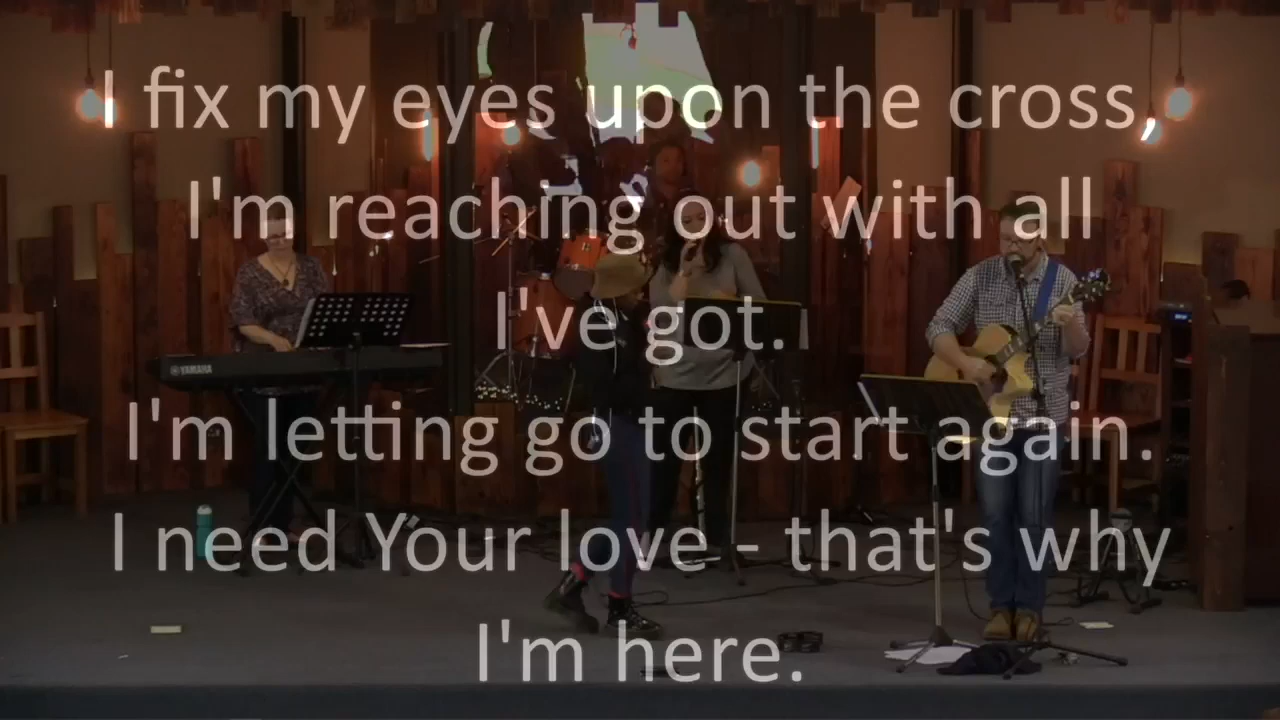 I fix my eyes upon the cross,
I'm reaching out with all
I've got.
I'm letting go to start again.
I need Your love - that's why
I'm here.
YAMAHA